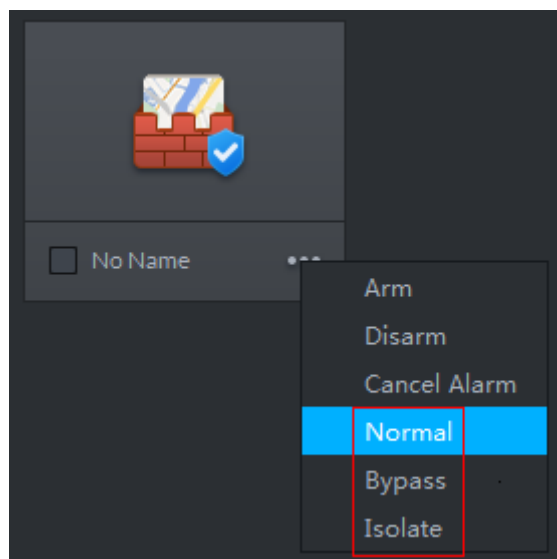 No Name
Arm
Disarm
Cancel Alarm
Normal
Bypass
Isolate